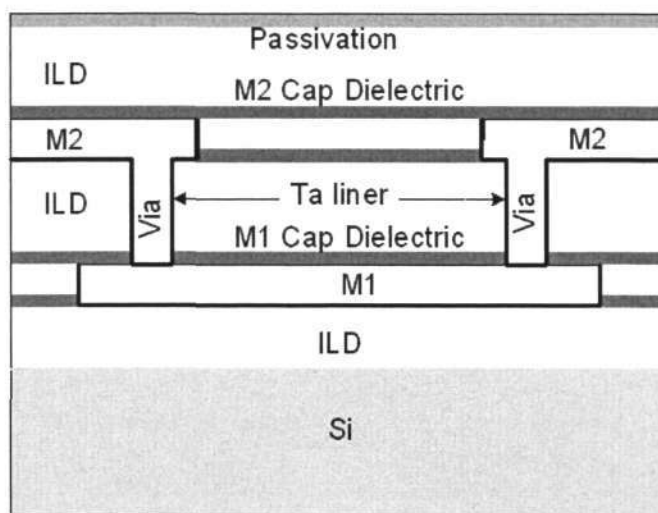 Passivation
ILD
M2 Cap Dielectric
M2
M2
ILD
Via
Ta liner
Via
M1 Cap Dielectric
M1
ILD
Si